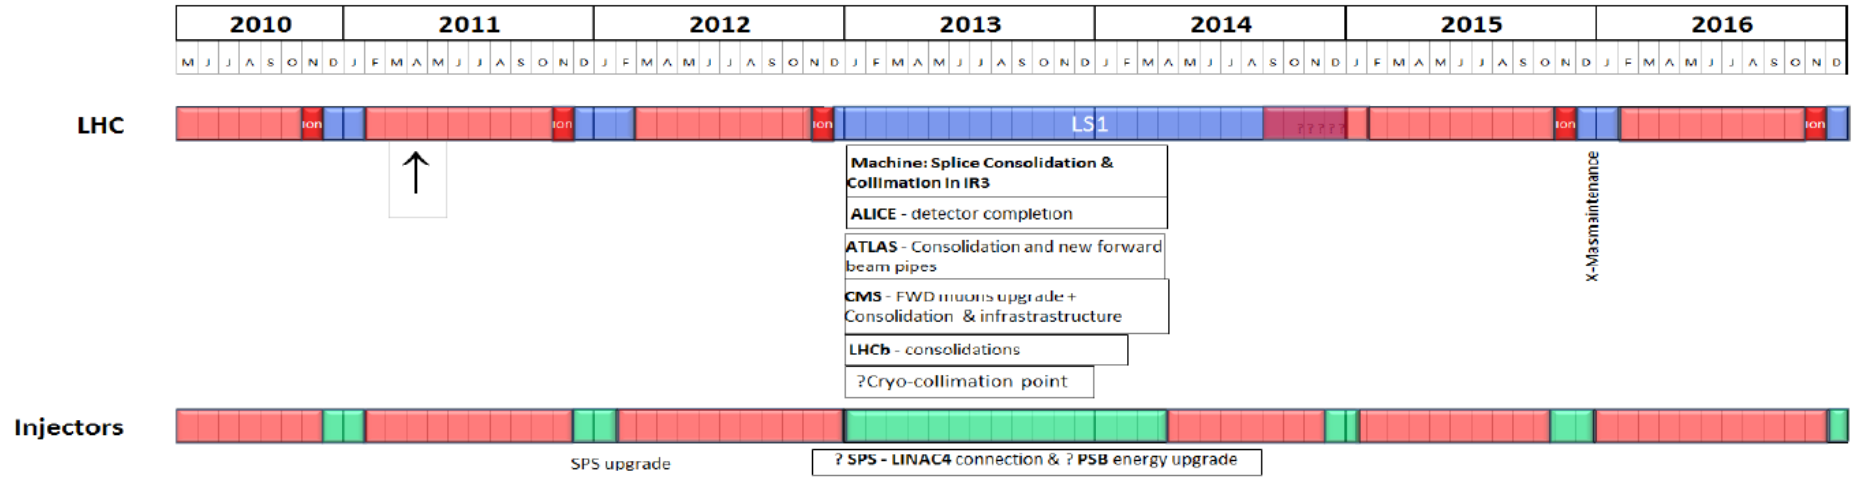 2010 2011 2012 2013 2014 2015 2016
M J J A S O N D J F M A M J J A S O N D J F M A M J J A S O N D J F M A M J J A S O N D J F M A M J J A S O N D J F M A M J J A S O N D J F M A M J J A S O N D
LHC Ion Ion Ion LS1 ????? Ion Ion
Machine: Splice Consolidation &
Collimation in IR3
ALICE - detector completion
ATLAS - Consolidation and new forward
beam pipes
CMS - FWD muons upgrade +
Consolidation & infrastrastructure
LHCb - consolidations
?Cryo-collimation point
X-Masmaintenance
Injectors
SPS upgrade
? SPS - LINAC4 connection & ? PSB energy upgrade